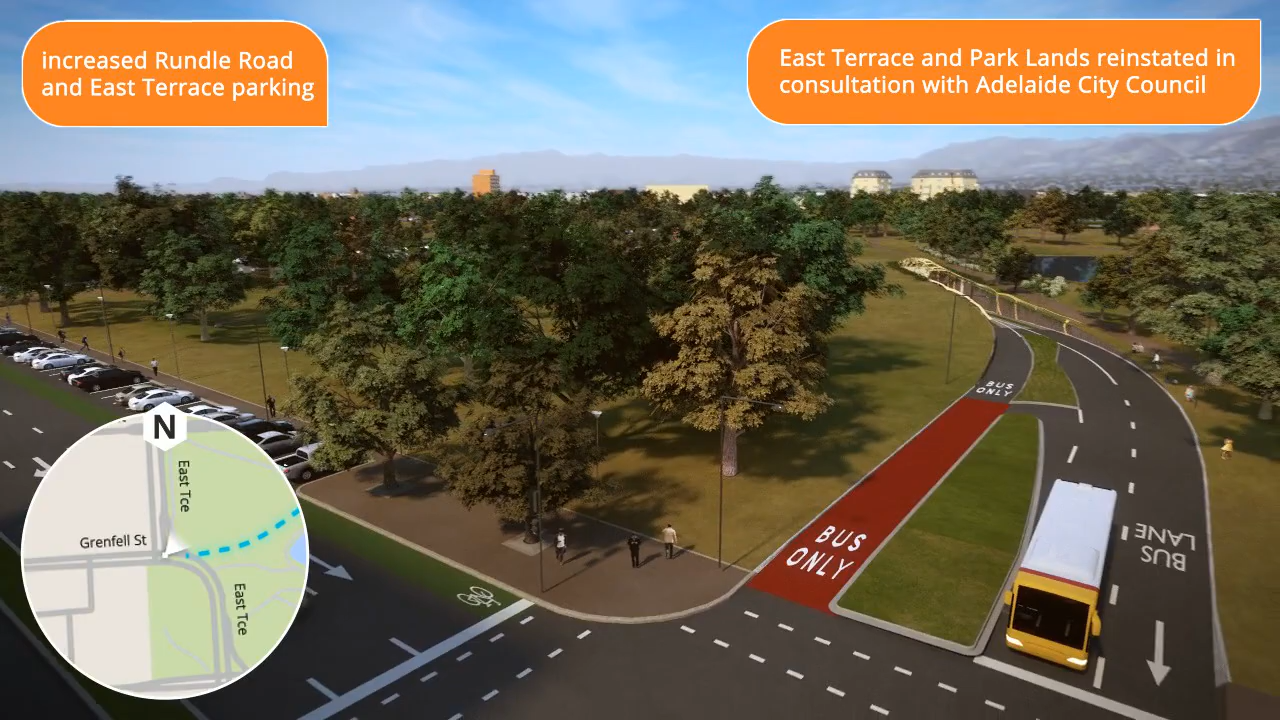 increased Rundle Road
and East Terrace parking
East Terrace and Park Lands reinstated in
consultation with Adelaide City Council
BUS
ONLY
N
East Tce
Grenfell St
East Tce
BUS
ONLY
BUS
LANE